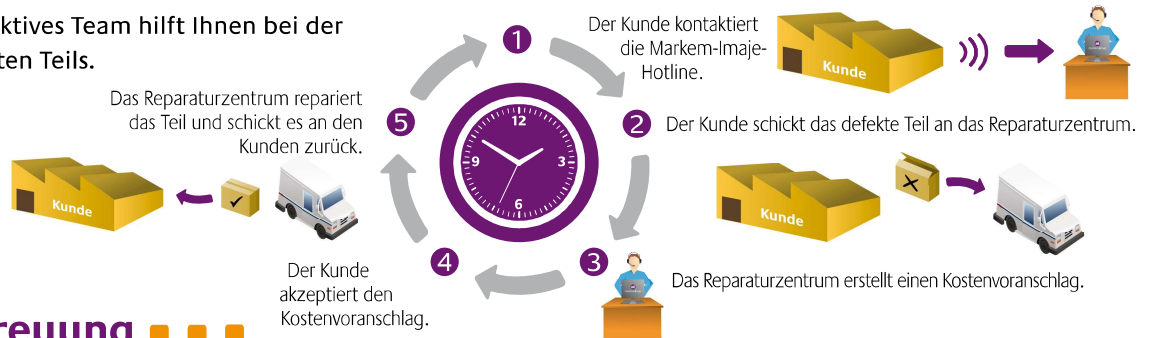 ktives Team hilft Ihnen bei der
ten Teils.
1
Der Kunde kontaktiert
die Markem-Imaje-
Hotline.
Kunde
2
Der Kunde schickt das defekte Teil an das Reparaturzentrum.
Kunde
3
Das Reparaturzentrum erstellt einen Kostenvoranschlag.
4
Der Kunde
akzeptiert den
Kostenvoranschlag.
5
Das Reparaturzentrum repariert
das Teil und schickt es an den
Kunden zurück.
Kunde
12
9 3
6
reuung